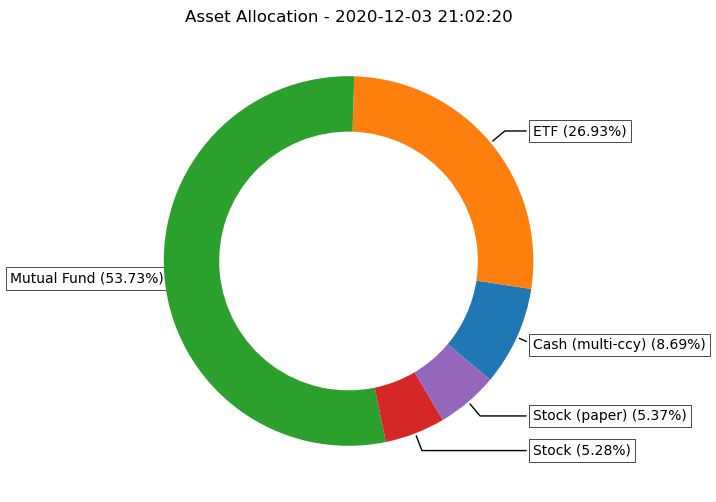 Asset Allocation - 2020-12-03 21:02:20
ETF (26.93%)
Mutual Fund (53.73%)
Cash (multi-ccy) (8.69%)
Stock (paper) (5.37%)
Stock (5.28%)